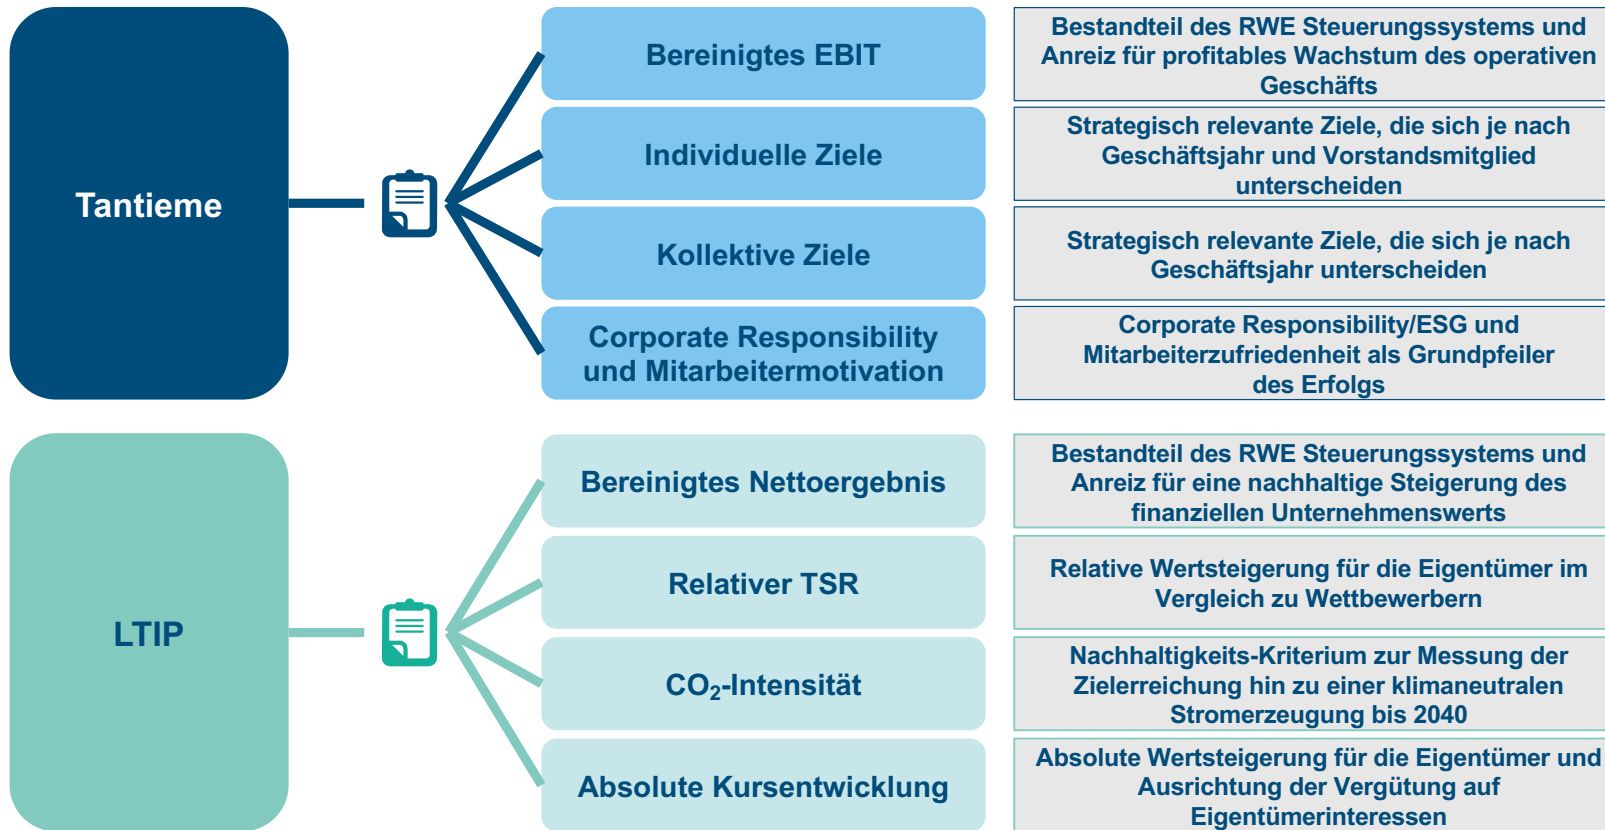 Tantieme
Bereinigtes EBIT
Bestandteil des RWE Steuerungssystems und
Anreiz für profitables Wachstum des operativen
Geschäfts
Individuelle Ziele
Strategisch relevante Ziele, die sich je nach
Geschäftsjahr und Vorstandsmitglied
unterscheiden
Kollektive Ziele
Strategisch relevante Ziele, die sich je nach
Geschäftsjahr unterscheiden
Corporate Responsibility
und Mitarbeitermotivation
Corporate Responsibility/ESG und
Mitarbeiterzufriedenheit als Grundpfeiler
des Erfolgs
LTIP
Bereinigtes Nettoergebnis
Bestandteil des RWE Steuerungssystems und
Anreiz für eine nachhaltige Steigerung des
finanziellen Unternehmenswerts
Relativer TSR
Relative Wertsteigerung für die Eigentümer im
Vergleich zu Wettbewerbern
CO₂-Intensität
Nachhaltigkeits-Kriterium zur Messung der
Zielerreichung hin zu einer klimaneutralen
Stromerzeugung bis 2040
Absolute Kursentwicklung
Absolute Wertsteigerung für die Eigentümer und
Ausrichtung der Vergütung auf
Eigentümerinteressen